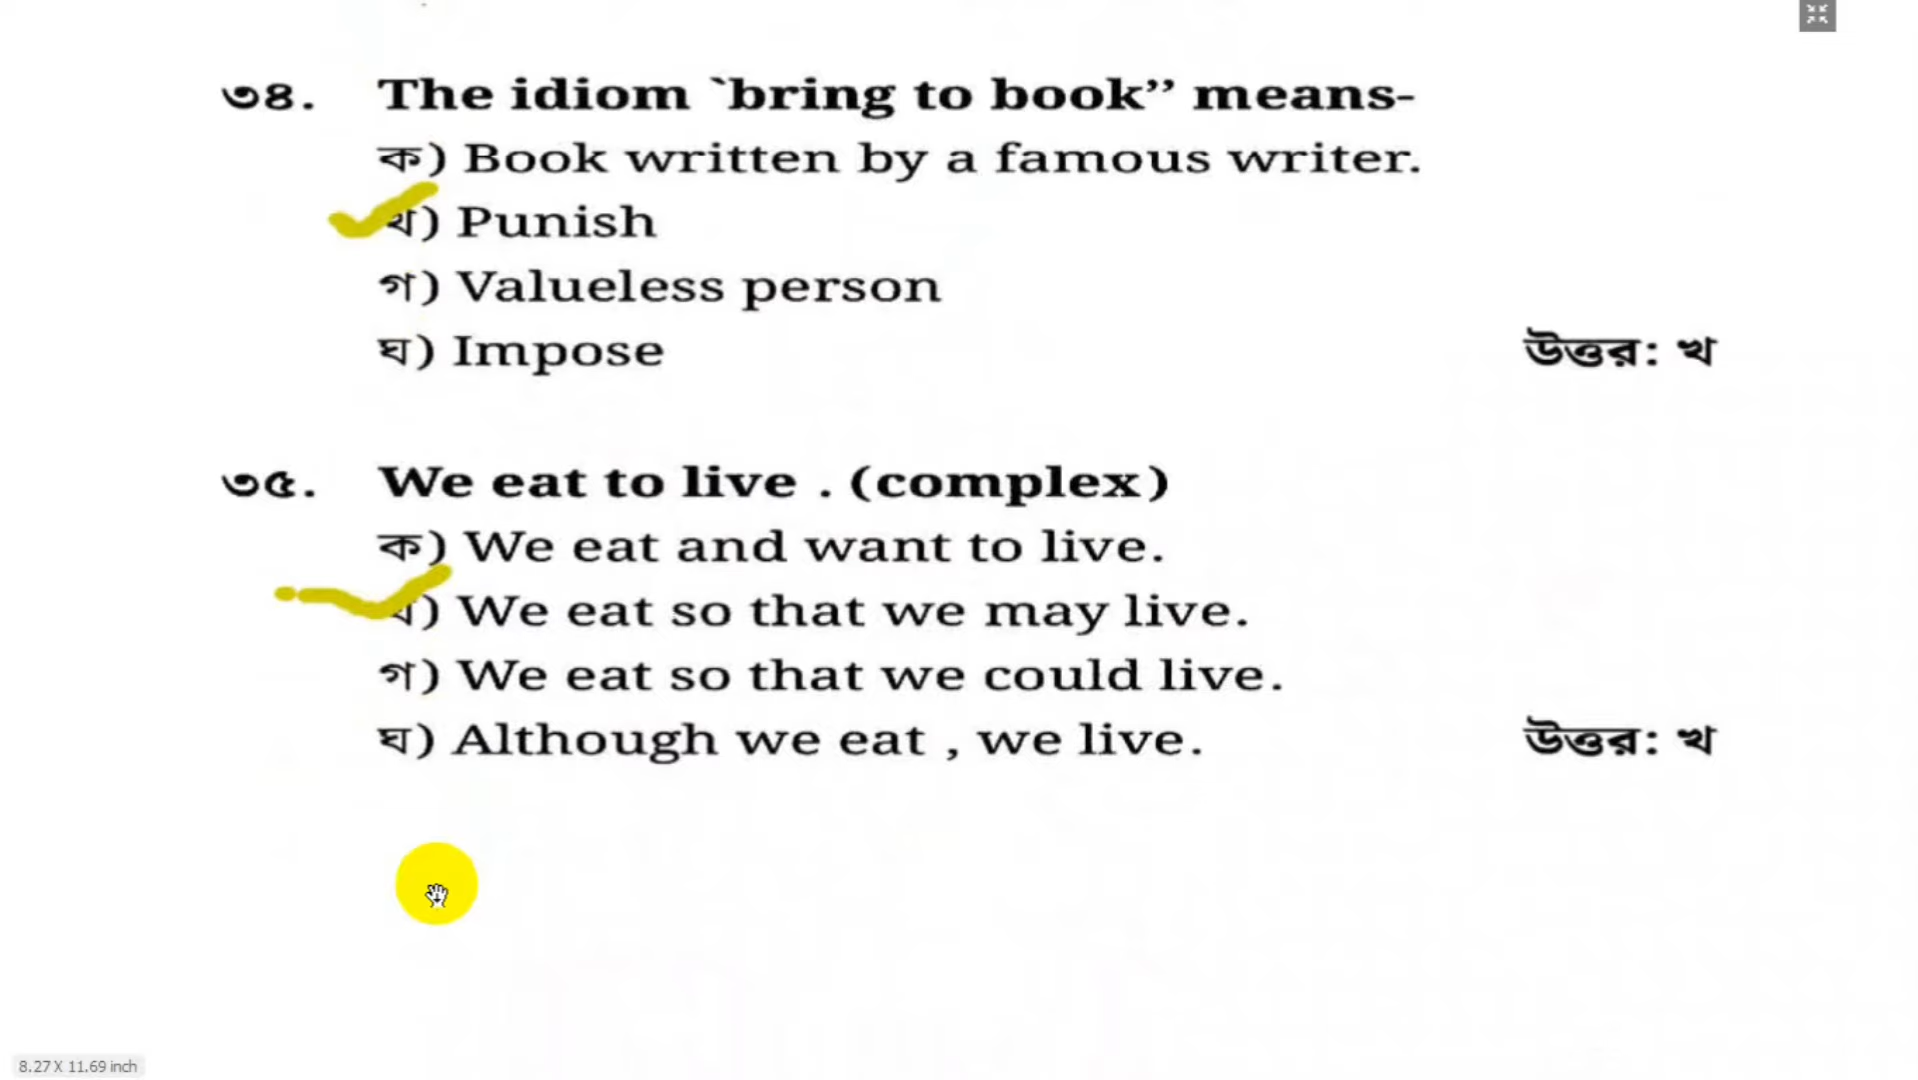 ৩৪. The idiom `bring to book” means-
ক) Book written by a famous writer.
খ) Punish
গ) Valueless person
ঘ) Impose
উত্তর: খ
৩৫. We eat to live . (complex)
ক) We eat and want to live.
খ) We eat so that we may live.
গ) We eat so that we could live.
ঘ) Although we eat , we live.
উত্তর: খ
8.27 X 11.69 inch